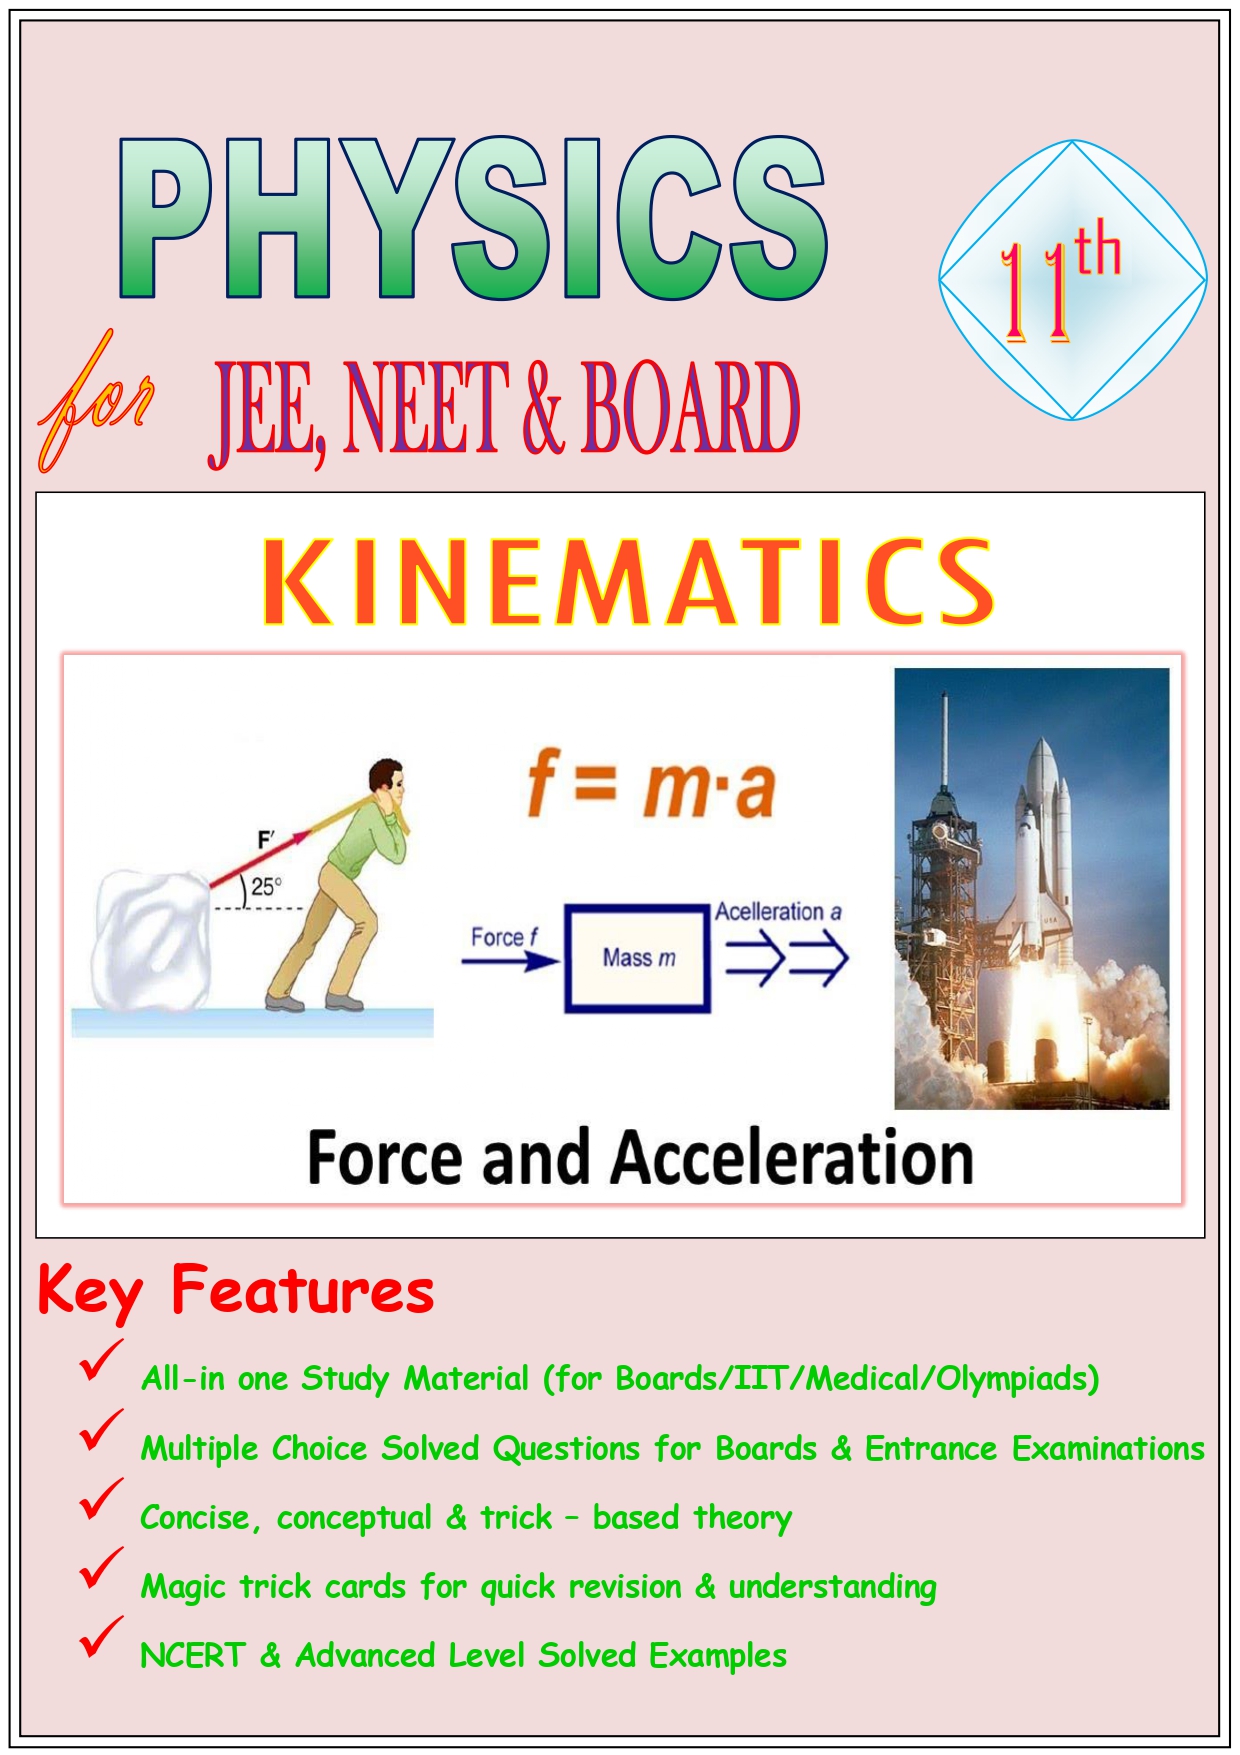 PHYSICS
11th
for JEE, NEET & BOARD
KINEMATICS
f = m·a
F′
25°
Force f
Mass m
Acelleration a
USA
Force and Acceleration
Key Features
✓ All-in one Study Material (for Boards/IIT/Medical/Olympiads)
✓ Multiple Choice Solved Questions for Boards & Entrance Examinations
✓ Concise, conceptual & trick – based theory
✓ Magic trick cards for quick revision & understanding
✓ NCERT & Advanced Level Solved Examples